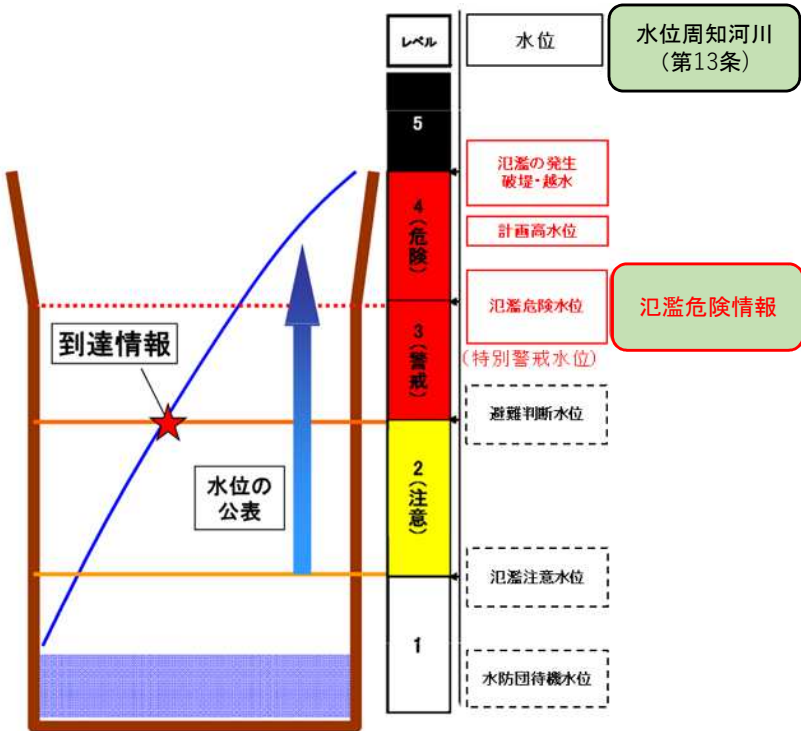 レベル
水位
水位周知河川
（第13条）
5
氾濫の発生
破堤・越水
4（危険）
計画高水位
氾濫危険水位
氾濫危険情報
3（警戒）
（特別警戒水位）
到達情報
避難判断水位
2（注意）
水位の
公表
氾濫注意水位
1
水防団待機水位